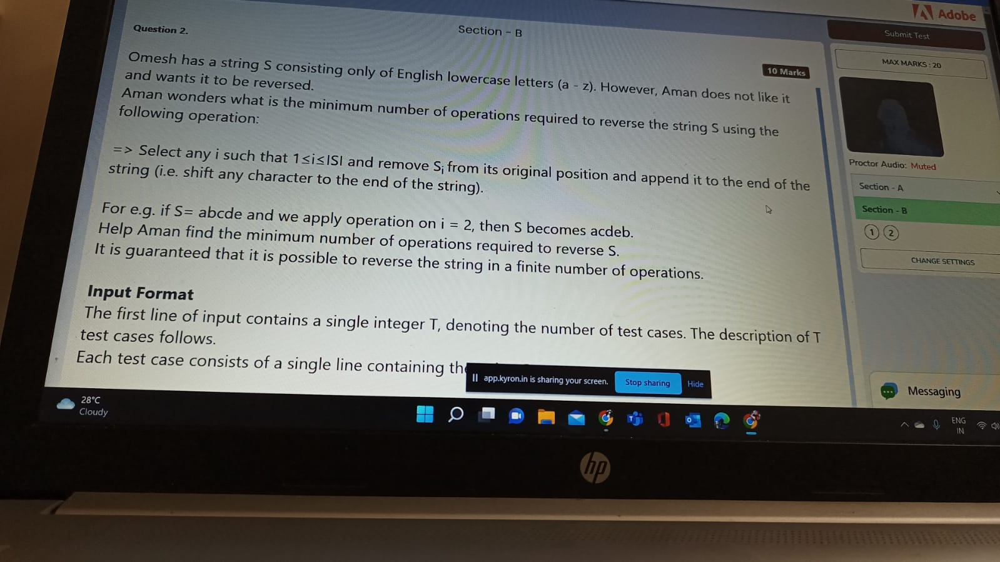 Adobe
Submit Test
Question 2.
Section - B
MAX MARKS : 20
10 Marks
Omesh has a string S consisting only of English lowercase letters (a - z). However, Aman does not like it
and wants it to be reversed.
Aman wonders what is the minimum number of operations required to reverse the string S using the
following operation:
=> Select any i such that 1≤i≤ISI and remove Sᵢ from its original position and append it to the end of the
string (i.e. shift any character to the end of the string).
For e.g. if S= abcde and we apply operation on i = 2, then S becomes acdeb.
Help Aman find the minimum number of operations required to reverse S.
It is guaranteed that it is possible to reverse the string in a finite number of operations.
Input Format
The first line of input contains a single integer T, denoting the number of test cases. The description of T
test cases follows.
Each test case consists of a single line containing
Proctor Audio: Muted
Section - A
Section - B
1 2
CHANGE SETTINGS
Messaging
app.kyron.in is sharing your screen.
Stop sharing
Hide
28°C
Cloudy
ENG
IN
hp